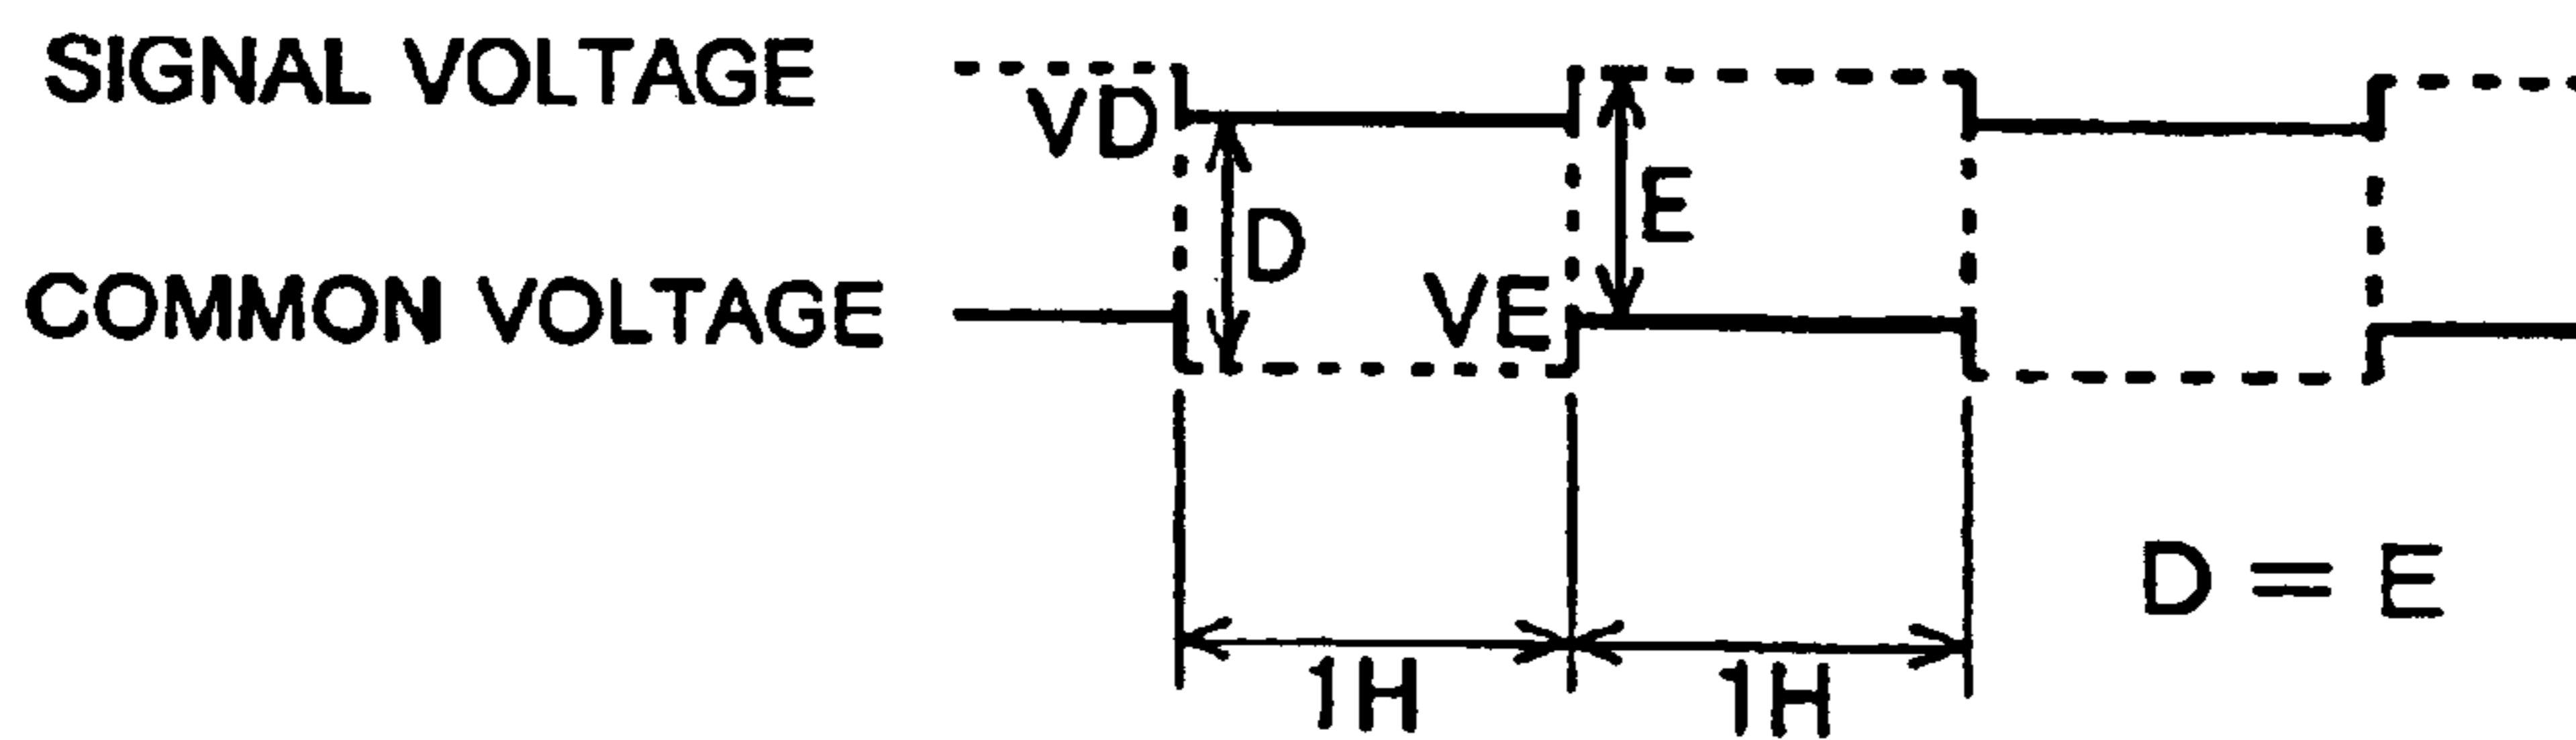 SIGNAL VOLTAGE
VD
D
E
COMMON VOLTAGE
VE
D = E
1H
1H